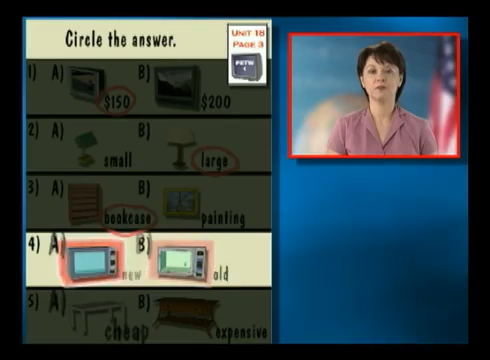 Circle the answer.
UNIT 18
PAGE 3
1) A) B)
$150 $200
2) A) B)
small large
3) A) B)
bookcase painting
4) A) B)
new old
5) A) B)
cheap expensive